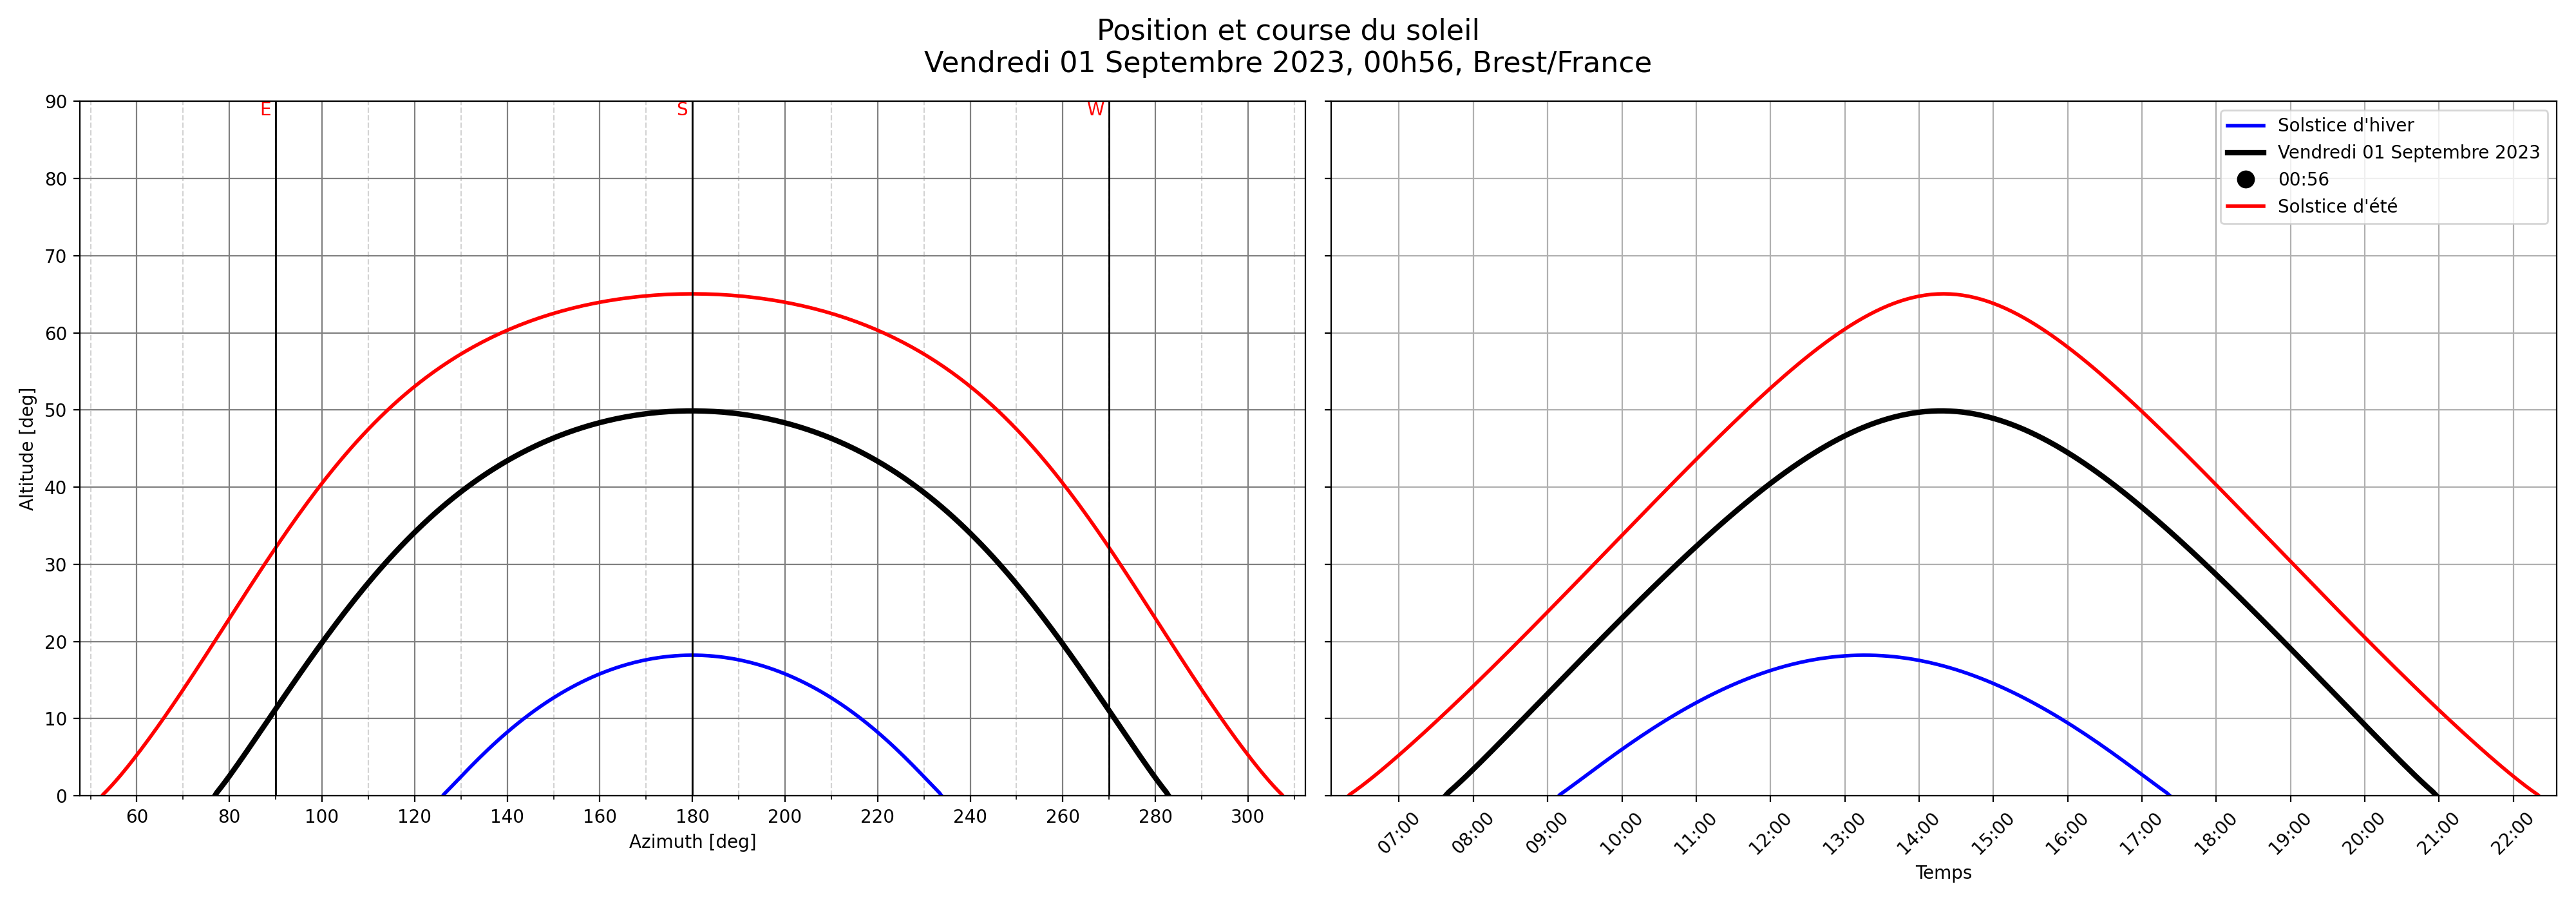 Position et course du soleil
Vendredi 01 Septembre 2023, 00h56, Brest/France
E
S
W
90
80
70
60
50
40
30
20
10
0
Altitude [deg]
60 80 100 120 140 160 180 200 220 240 260 280 300
Azimuth [deg]
Solstice d'hiver
Vendredi 01 Septembre 2023
00:56
Solstice d'été
07:00 08:00 09:00 10:00 11:00 12:00 13:00 14:00 15:00 16:00 17:00 18:00 19:00 20:00 21:00 22:00
Temps